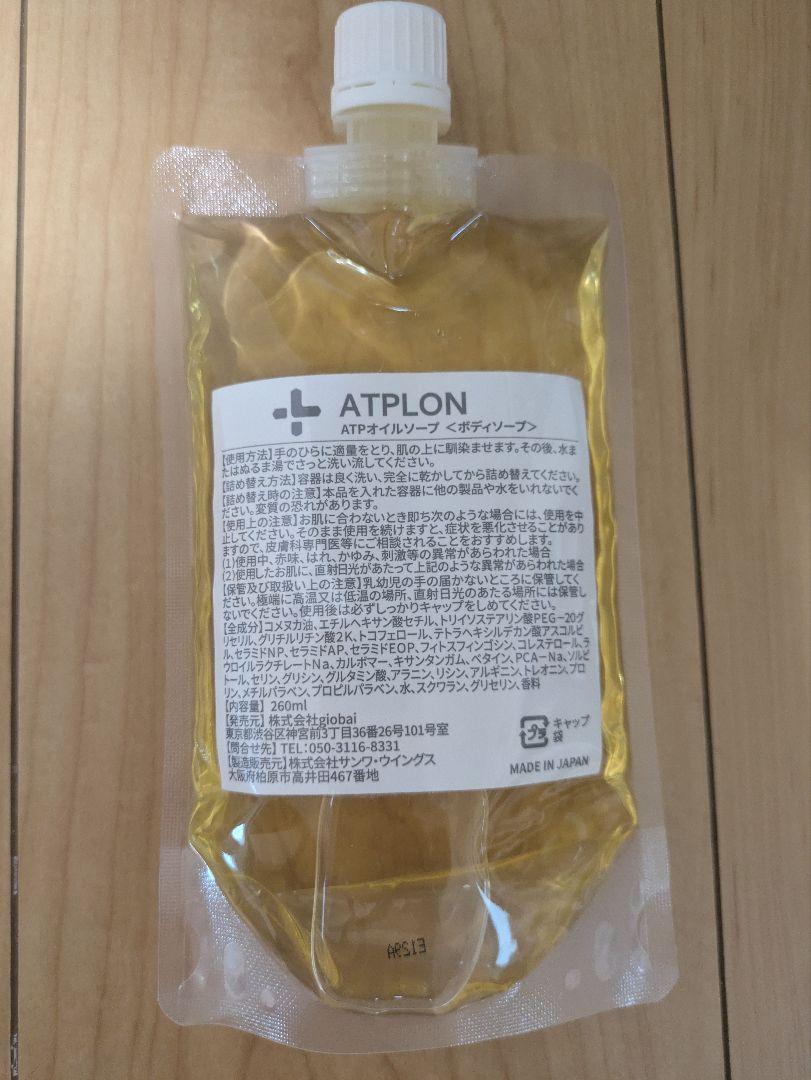 ATPLON
ATPオイルソープ ＜ボディソープ＞
【使用方法】手のひらに適量をとり、肌の上に馴染ませます。その後、水ま
たはぬるま湯でさっと洗い流してください。
【詰め替え方法】容器は良く洗い、完全に乾かしてから詰め替えてください。
【詰め替え時の注意】本品を入れた容器に他の製品や水をいれないでく
ださい。変質の恐れがあります。
【使用上の注意】お肌に合わないとき即ち次のような場合には、使用を中
止してください。そのまま使用を続けますと、症状を悪化させることがあり
ますので、皮膚科専門医等にご相談されることをおすすめします。
(1)使用中、赤味、はれ、かゆみ、刺激等の異常があらわれた場合
(2)使用したお肌に、直射日光があたって上記のような異常があらわれた場合
【保管及び取扱い上の注意】乳幼児の手の届かないところに保管してく
ださい。極端に高温又は低温の場所、直射日光のあたる場所には保管し
ないでください。使用後は必ずしっかりキャップをしめてください。
【全成分】コメヌカ油、エチルヘキサン酸セチル、トリイソステアリン酸PEG－20グ
リセリル、グリチルリチン酸2K、トコフェロール、テトラヘキシルデカン酸アスコルビ
ル、セラミドNP、セラミドAP、セラミドEOP、フィトスフィンゴシン、コレステロール、ラ
ウロイルラクチレートNa、カルボマー、キサンタンガム、ベタイン、PCA－Na、ソルビ
トール、セリン、グリシン、グルタミン酸、アラニン、リシン、アルギニン、トレオニン、プロ
リン、メチルパラベン、プロピルパラベン、水、スクワラン、グリセリン、香料
【内容量】260ml
【発売元】株式会社giobai
東京都渋谷区神宮前3丁目36番26号101号室
【問合せ先】TEL：050-3116-8331
【製造販売元】株式会社サンワ・ウイングス
大阪府柏原市高井田467番地
プラ
キャップ
袋
MADE IN JAPAN